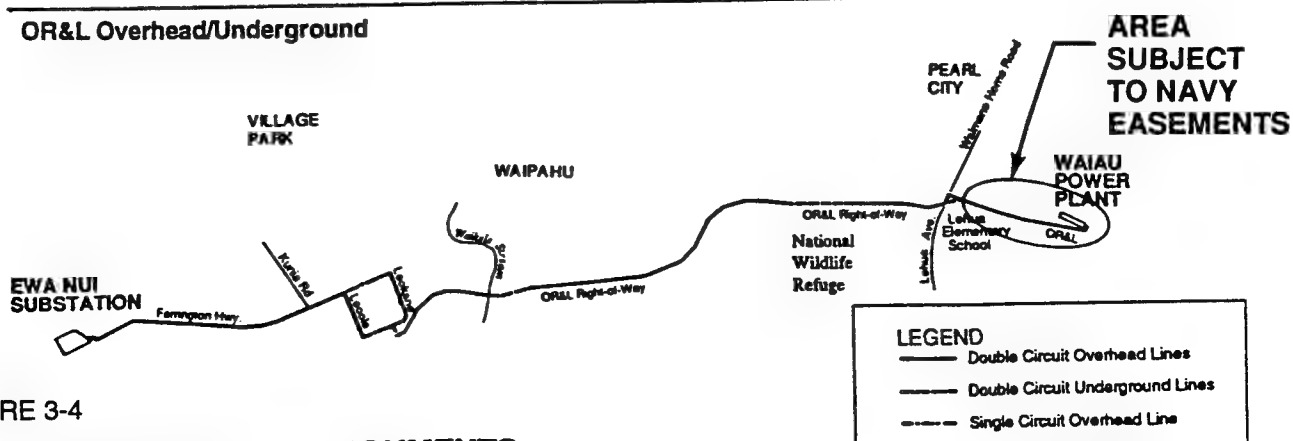 OR&L Overhead/Underground
AREA
SUBJECT
TO NAVY
EASEMENTS
PEARL
CITY
Home Road
VILLAGE
PARK
WAIPAHU
WAIAU
POWER
PLANT
OR&L Right-of-Way
Lehua
Elementary
School
OR&L
National
Wildlife
Refuge
Lehua Ave.
Stream
Kunia Rd
EWA NUI
SUBSTATION
Farrington Hwy.
Leoole
OR&L Right-of-Way
LEGEND
Double Circuit Overhead Lines
Double Circuit Underground Lines
Single Circuit Overhead Line
RE 3-4